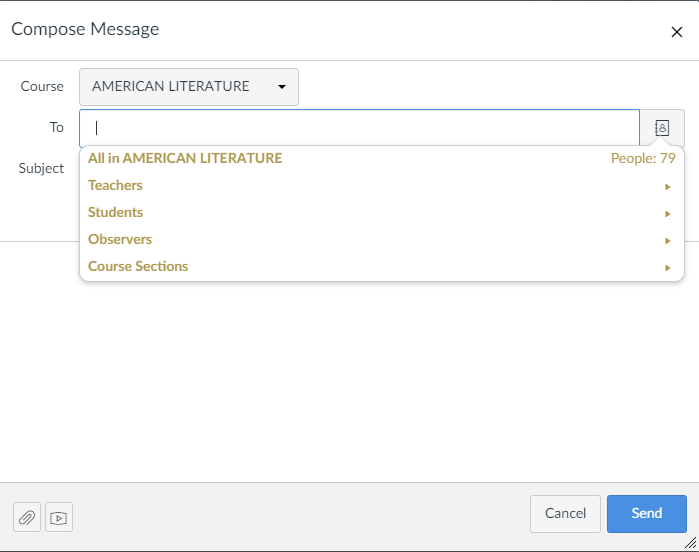 Compose Message
Course AMERICAN LITERATURE
To
All in AMERICAN LITERATURE People: 79
Subject
Teachers
Students
Observers
Course Sections
Cancel Send